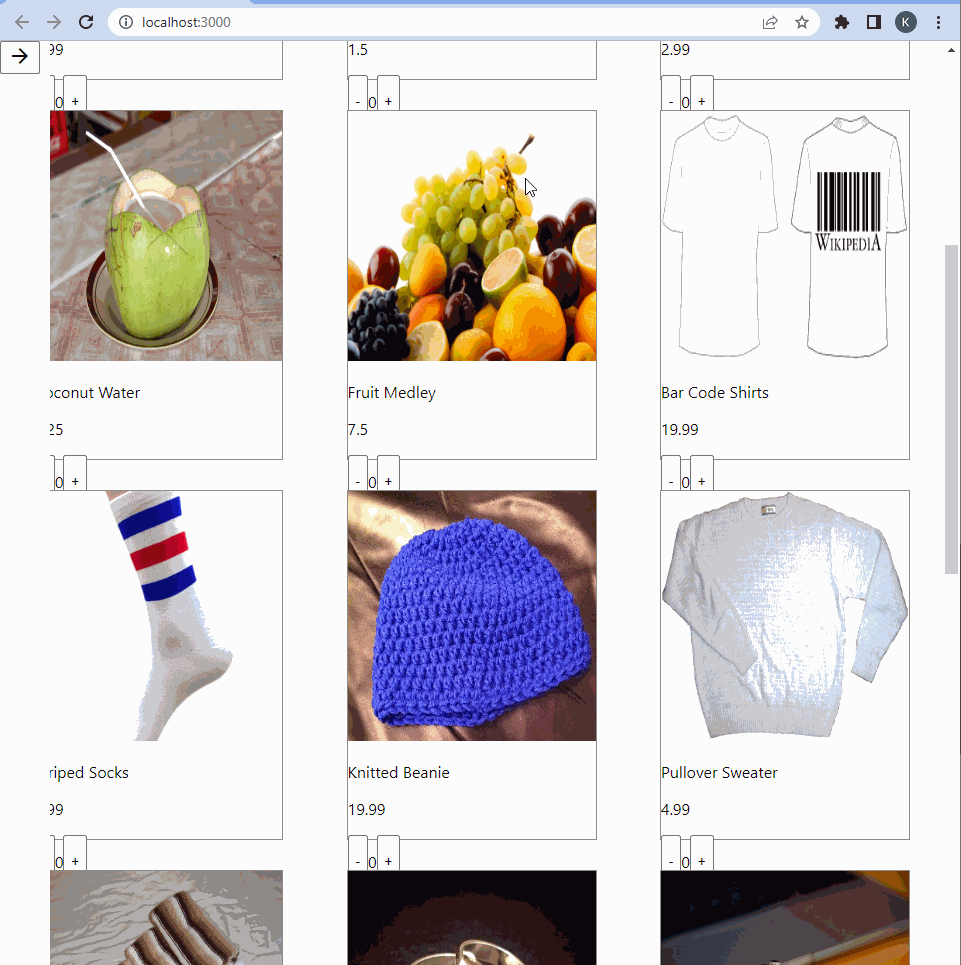 localhost:3000
K
→
99 1.5 2.99
0 + - 0 + - 0 +
WIKIPEDIA
oconut Water Fruit Medley Bar Code Shirts
25 7.5 19.99
0 + - 0 + - 0 +
riped Socks Knitted Beanie Pullover Sweater
99 19.99 4.99
0 + - 0 + - 0 +